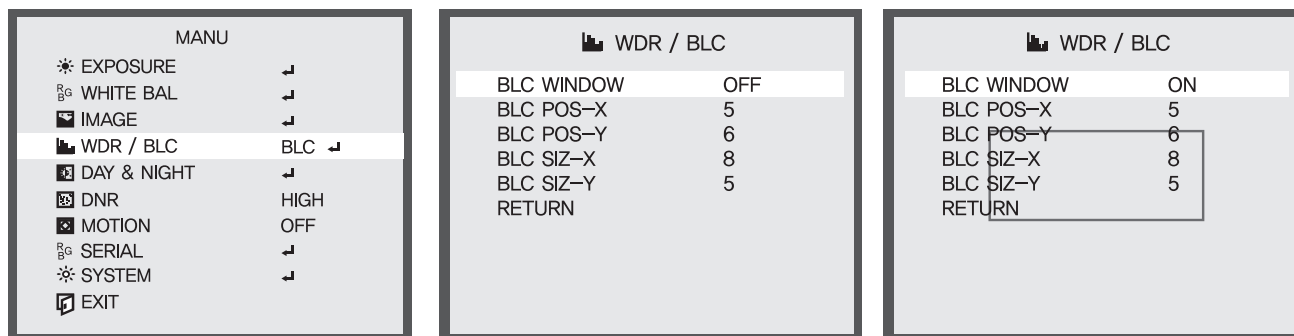 MANU
EXPOSURE ↲
RGB WHITE BAL ↲
IMAGE ↲
WDR / BLC BLC ↲
DAY & NIGHT ↲
DNR HIGH
MOTION OFF
RGB SERIAL ↲
SYSTEM ↲
EXIT
WDR / BLC
BLC WINDOW OFF
BLC POS-X 5
BLC POS-Y 6
BLC SIZ-X 8
BLC SIZ-Y 5
RETURN
WDR / BLC
BLC WINDOW ON
BLC POS-X 5
BLC POS-Y 6
BLC SIZ-X 8
BLC SIZ-Y 5
RETURN